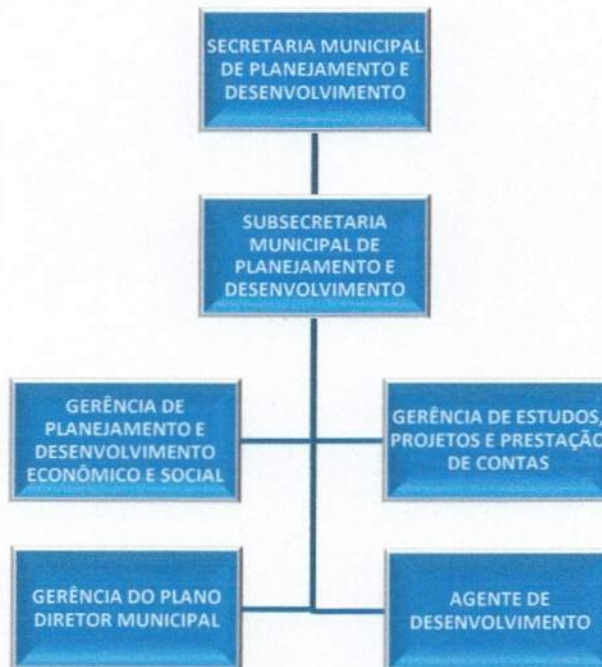 SECRETARIA MUNICIPAL
DE PLANEJAMENTO E
DESENVOLVIMENTO
SUBSECRETARIA
MUNICIPAL DE
PLANEJAMENTO E
DESENVOLVIMENTO
GERÊNCIA DE
PLANEJAMENTO E
DESENVOLVIMENTO
ECONÔMICO E SOCIAL
GERÊNCIA DE ESTUDOS,
PROJETOS E PRESTAÇÃO
DE CONTAS
GERÊNCIA DO PLANO
DIRETOR MUNICIPAL
AGENTE DE
DESENVOLVIMENTO